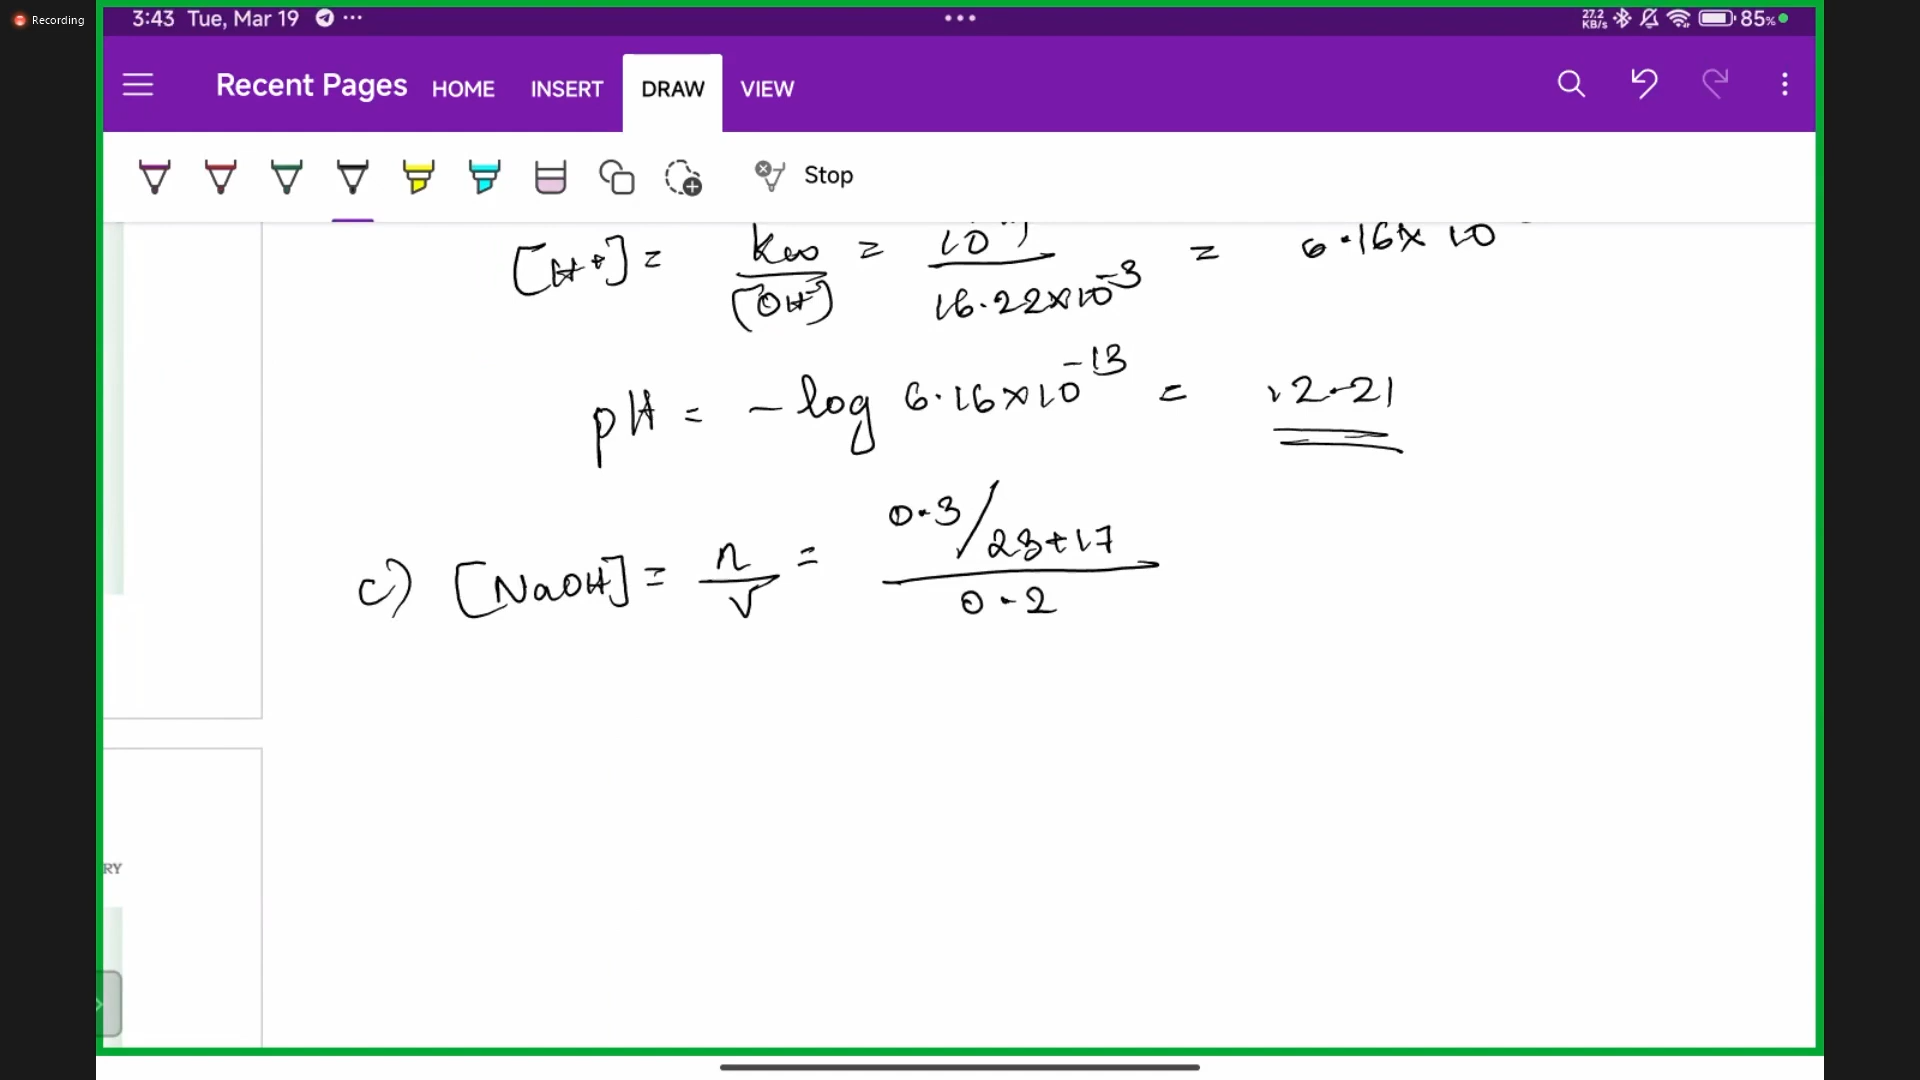 Recording
3:43 Tue, Mar 19 ... 27.2 KB/s 85%
Recent Pages HOME INSERT DRAW VIEW
Stop
[H+] = Kw/[OH-] = 10/16.22×10^-3 = 6.16×10
pH = -log 6.16×10^-13 = 12.21
c) [NaOH] = n/v = 0.3/23+17 / 0.2
RY